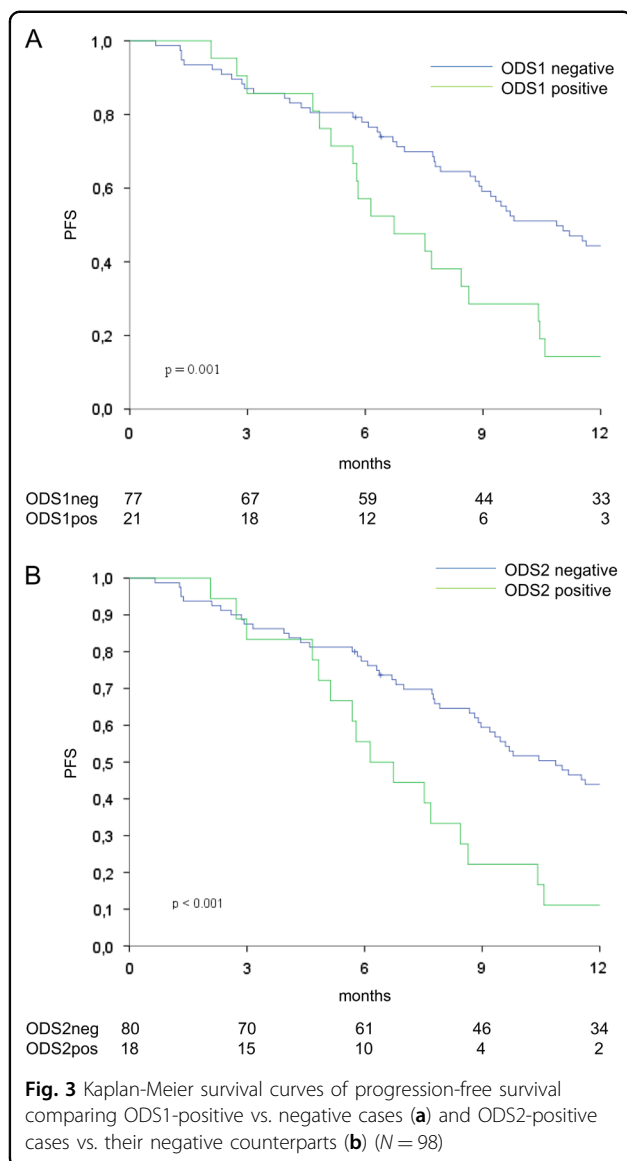 A
1,0
0,8
0,6
0,4
0,2
0,0
PFS
ODS1 negative
ODS1 positive
p = 0.001
0 3 6 9 12
months
ODS1neg 77 67 59 44 33
ODS1pos 21 18 12 6 3
B
1,0
0,9
0,8
0,7
0,6
0,5
0,4
0,3
0,2
0,1
0,0
PFS
ODS2 negative
ODS2 positive
p < 0.001
0 3 6 9 12
months
ODS2neg 80 70 61 46 34
ODS2pos 18 15 10 4 2
Fig. 3 Kaplan-Meier survival curves of progression-free survival
comparing ODS1-positive vs. negative cases (a) and ODS2-positive
cases vs. their negative counterparts (b) (N = 98)